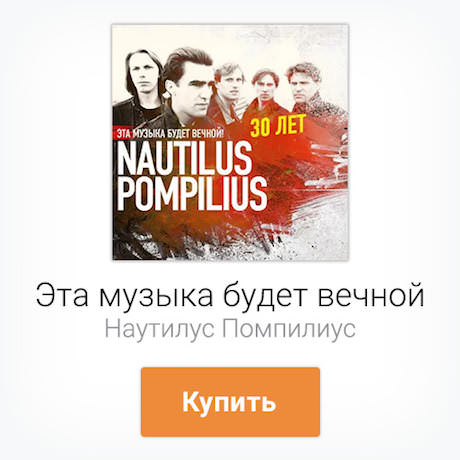 ЭТА МУЗЫКА БУДЕТ ВЕЧНОЙ!
30 ЛЕТ
NAUTILUS
POMPILIUS
Эта музыка будет вечной
Наутилус Помпилиус
Купить